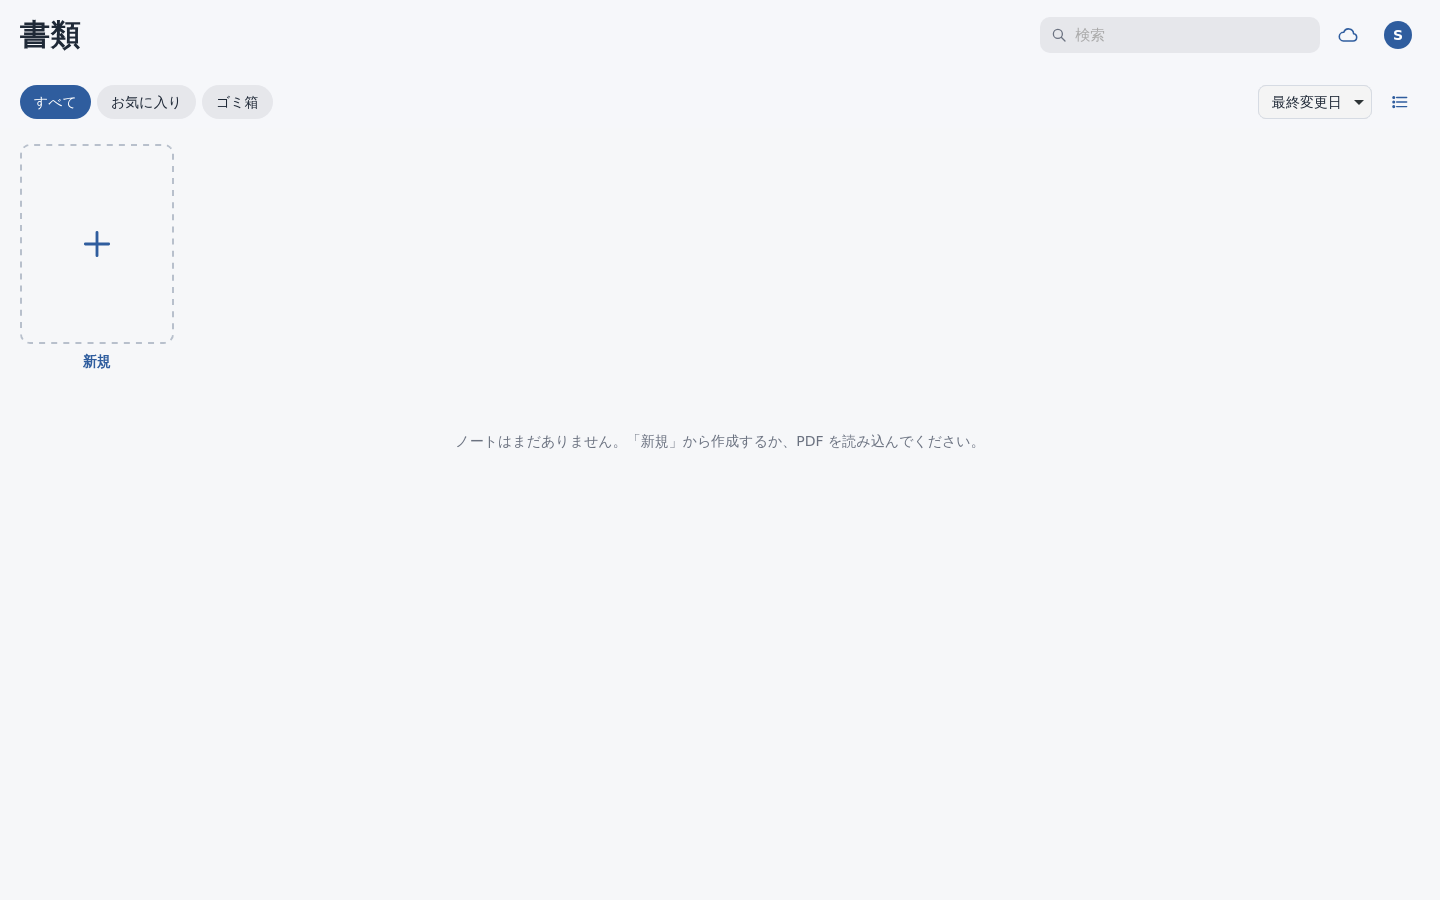 書類
検索
S
すべて
お気に入り
ゴミ箱
最終変更日
新規
ノートはまだありません。「新規」から作成するか、PDF を読み込んでください。